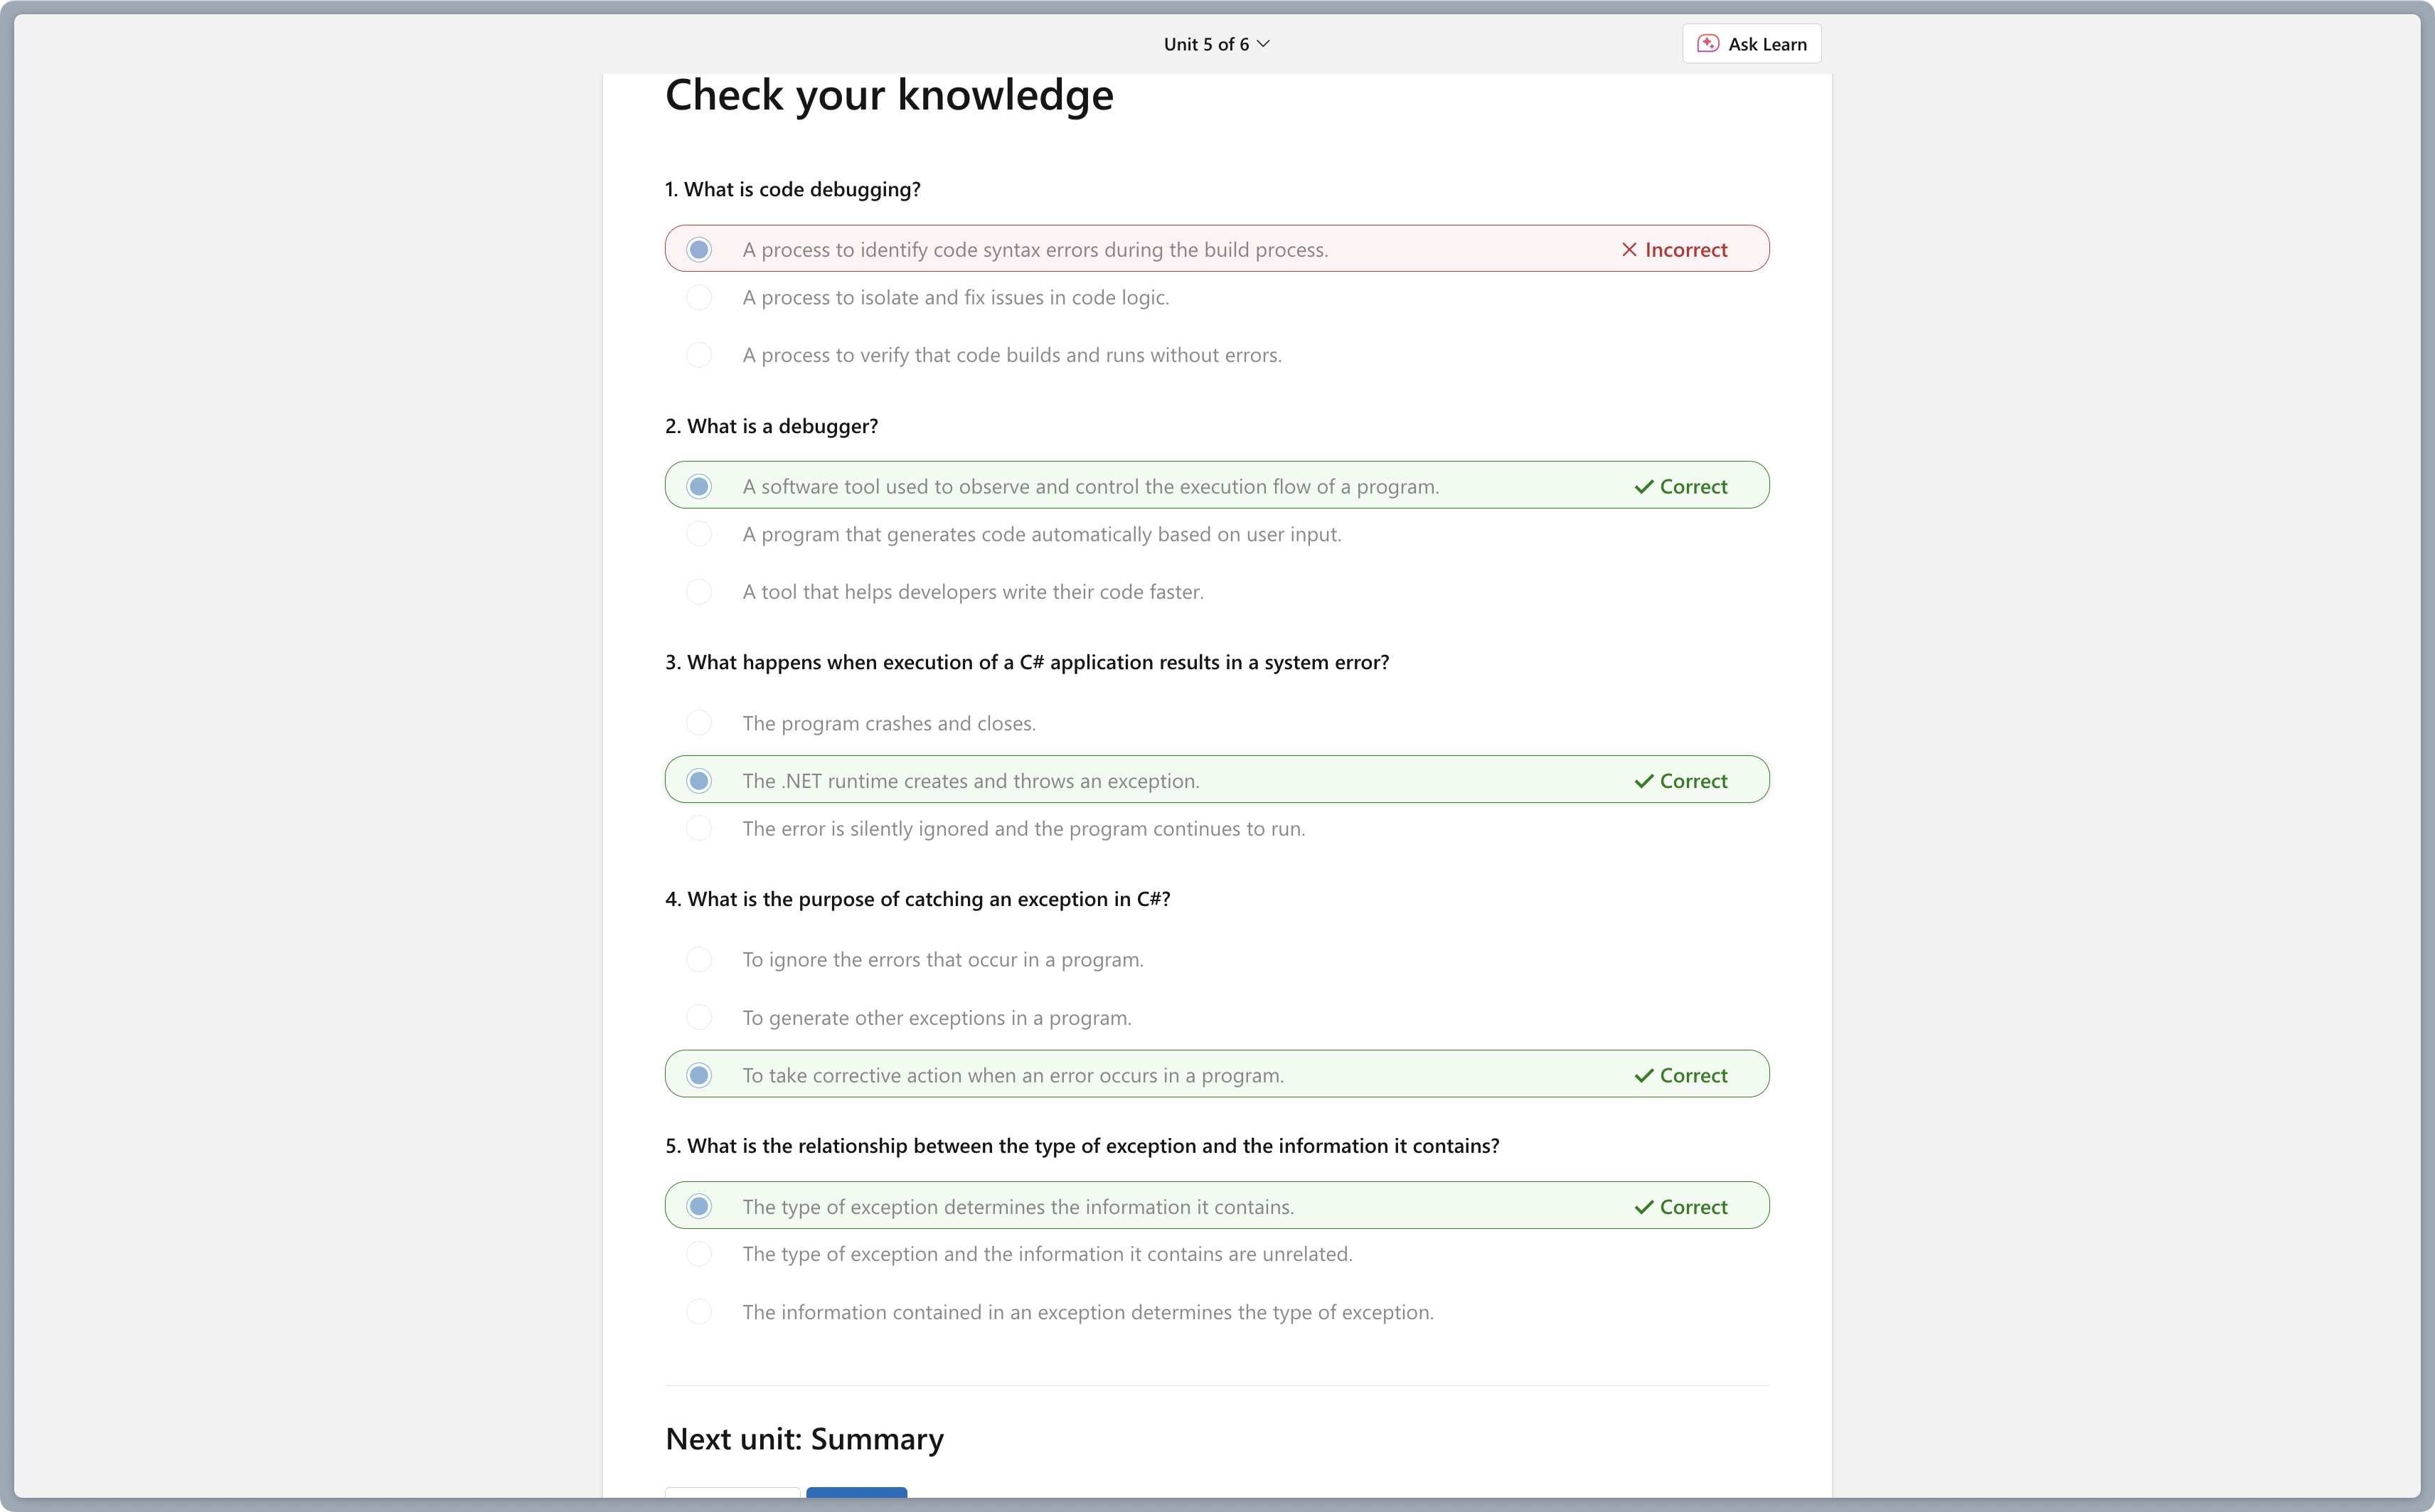 Unit 5 of 6
Ask Learn
Check your knowledge
1. What is code debugging?
A process to identify code syntax errors during the build process.
Incorrect
A process to isolate and fix issues in code logic.
A process to verify that code builds and runs without errors.
2. What is a debugger?
A software tool used to observe and control the execution flow of a program.
Correct
A program that generates code automatically based on user input.
A tool that helps developers write their code faster.
3. What happens when execution of a C# application results in a system error?
The program crashes and closes.
The .NET runtime creates and throws an exception.
Correct
The error is silently ignored and the program continues to run.
4. What is the purpose of catching an exception in C#?
To ignore the errors that occur in a program.
To generate other exceptions in a program.
To take corrective action when an error occurs in a program.
Correct
5. What is the relationship between the type of exception and the information it contains?
The type of exception determines the information it contains.
Correct
The type of exception and the information it contains are unrelated.
The information contained in an exception determines the type of exception.
Next unit: Summary